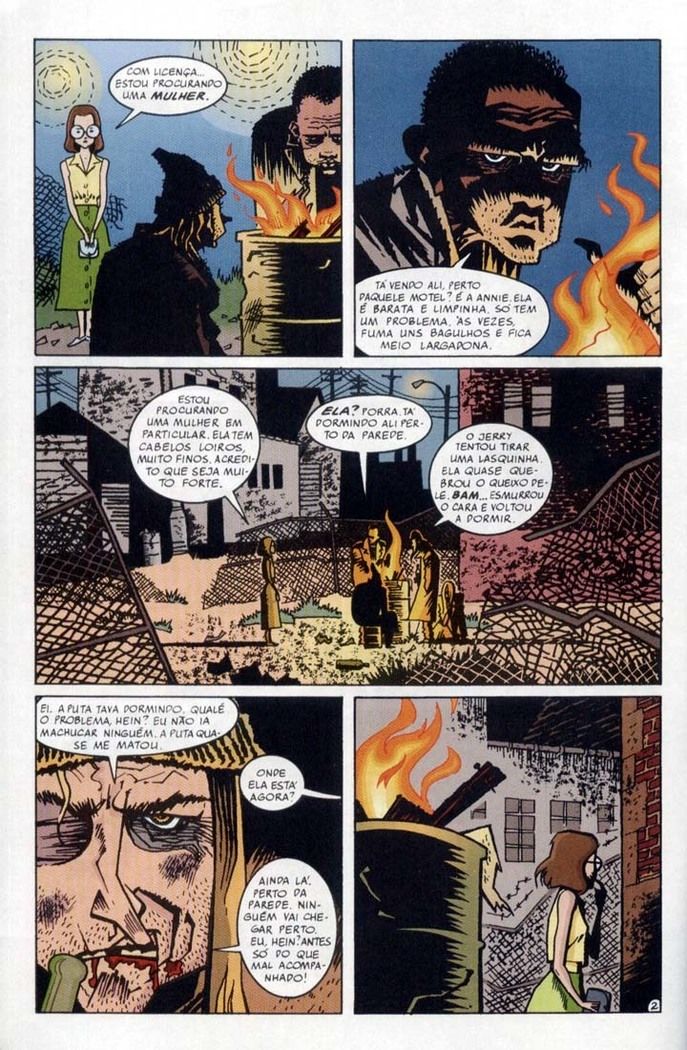 COM LICENÇA...
ESTOU PROCURANDO
UMA MULHER.
TÁ VENDO ALI, PERTO
DAQUELE MOTEL? É A ANNIE. ELA
É BARATA E LIMPINHA. SÓ TEM
UM PROBLEMA. ÀS VEZES,
FUMA UNS BAGULHOS E FICA
MEIO LARGADONA.
ESTOU
PROCURANDO
UMA MULHER EM
PARTICULAR. ELA TEM
CABELOS LOIROS,
MUITO FINOS. ACREDI-
TO QUE SEJA MUI-
TO FORTE.
ELA? PORRA. TÁ
DORMINDO ALI PER-
TO DA PAREDE.
O JERRY
TENTOU TIRAR
UMA LASQUINHA.
ELA QUASE QUE-
BROU O QUEIXO DE-
LE. BAM... ESMURROU
O CARA E VOLTOU
A DORMIR.
EI. A PUTA TAVA DORMINDO. QUALÉ
O PROBLEMA, HEIN? EU NÃO IA
MACHUCAR NINGUÉM. A PUTA QUA-
SE ME MATOU.
ONDE
ELA ESTÁ
AGORA?
AINDA LÁ.
PERTO DA
PAREDE. NIN-
GUÉM VAI CHE-
GAR PERTO.
EU, HEIN? ANTES
SÓ DO QUE
MAL ACOMPA-
NHADO!
2